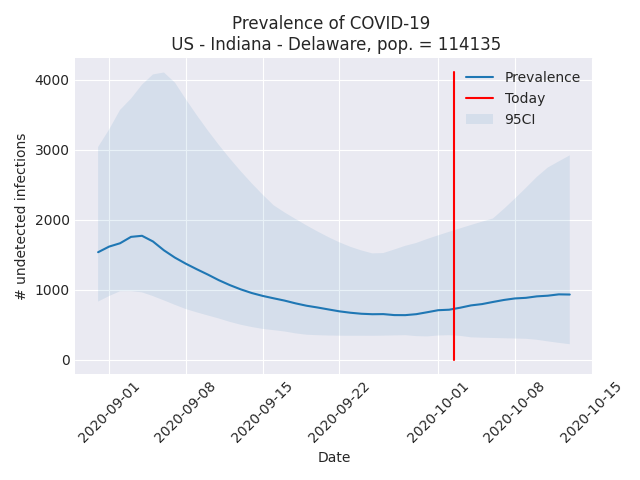 Prevalence of COVID-19
US - Indiana - Delaware, pop. = 114135
Prevalence
Today
95CI
# undetected infections
4000
3000
2000
1000
0
2020-09-01
2020-09-08
2020-09-15
2020-09-22
2020-10-01
2020-10-08
2020-10-15
Date